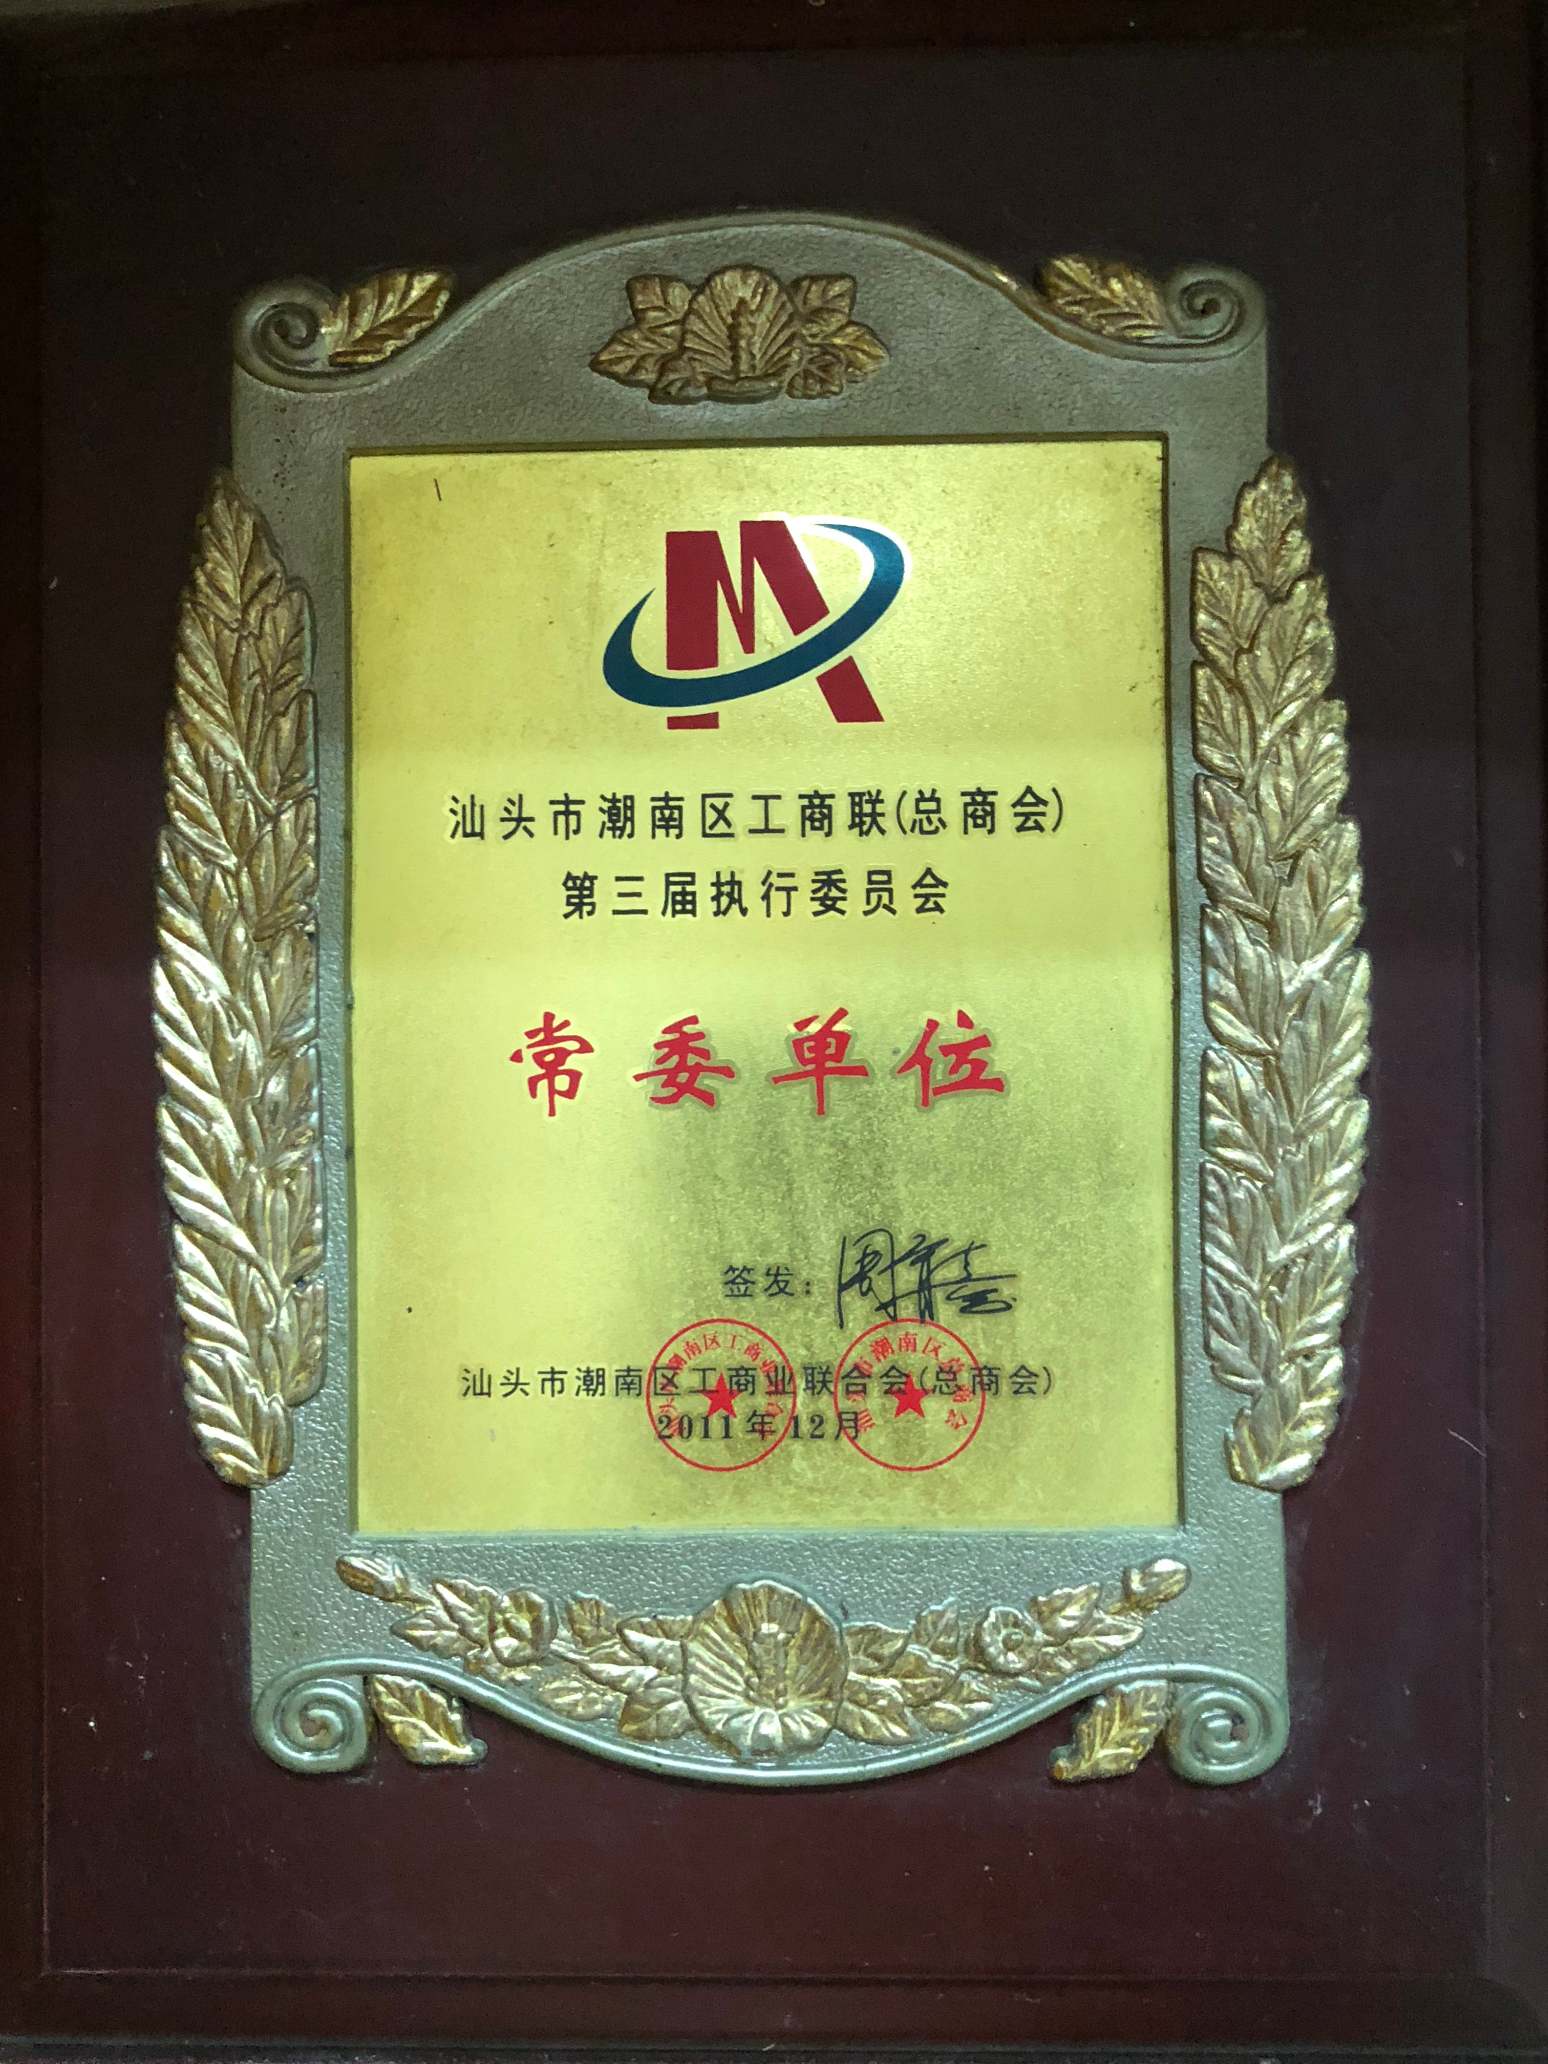 汕头市潮南区工商联(总商会)
第三届执行委员会
常委单位
签发:
汕头市潮南区工商业联合会(总商会)
2011年12月